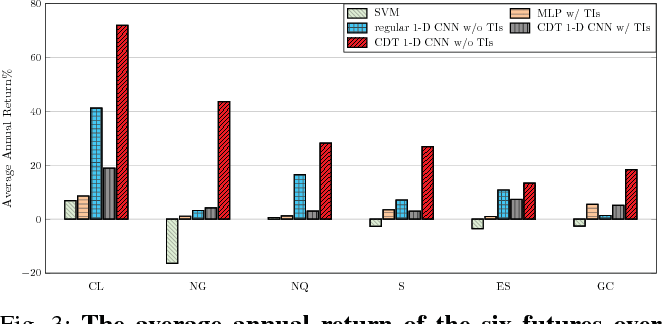 80
60
40
20
0
−20
Average Annual Return%
SVM
MLP w/ TIs
regular 1-D CNN w/o TIs
CDT 1-D CNN w/ TIs
CDT 1-D CNN w/o TIs
CL NG NQ S ES GC
Fig. 3: The average annual return of the six futures over